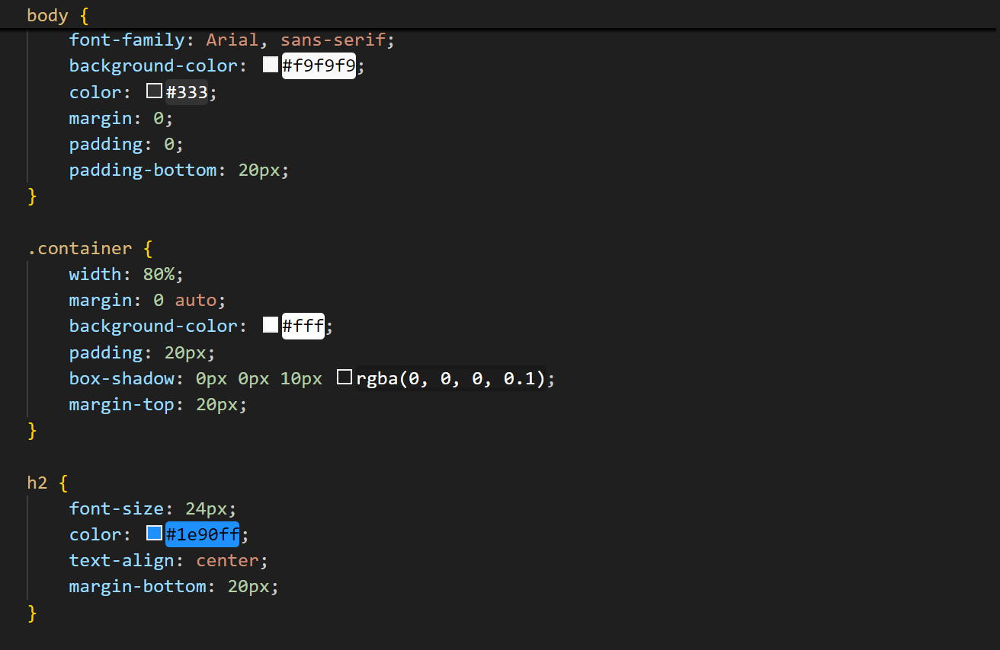 body {
    font-family: Arial, sans-serif;
    background-color: #f9f9f9;
    color: #333;
    margin: 0;
    padding: 0;
    padding-bottom: 20px;
}

.container {
    width: 80%;
    margin: 0 auto;
    background-color: #fff;
    padding: 20px;
    box-shadow: 0px 0px 10px rgba(0, 0, 0, 0.1);
    margin-top: 20px;
}

h2 {
    font-size: 24px;
    color: #1e90ff;
    text-align: center;
    margin-bottom: 20px;
}